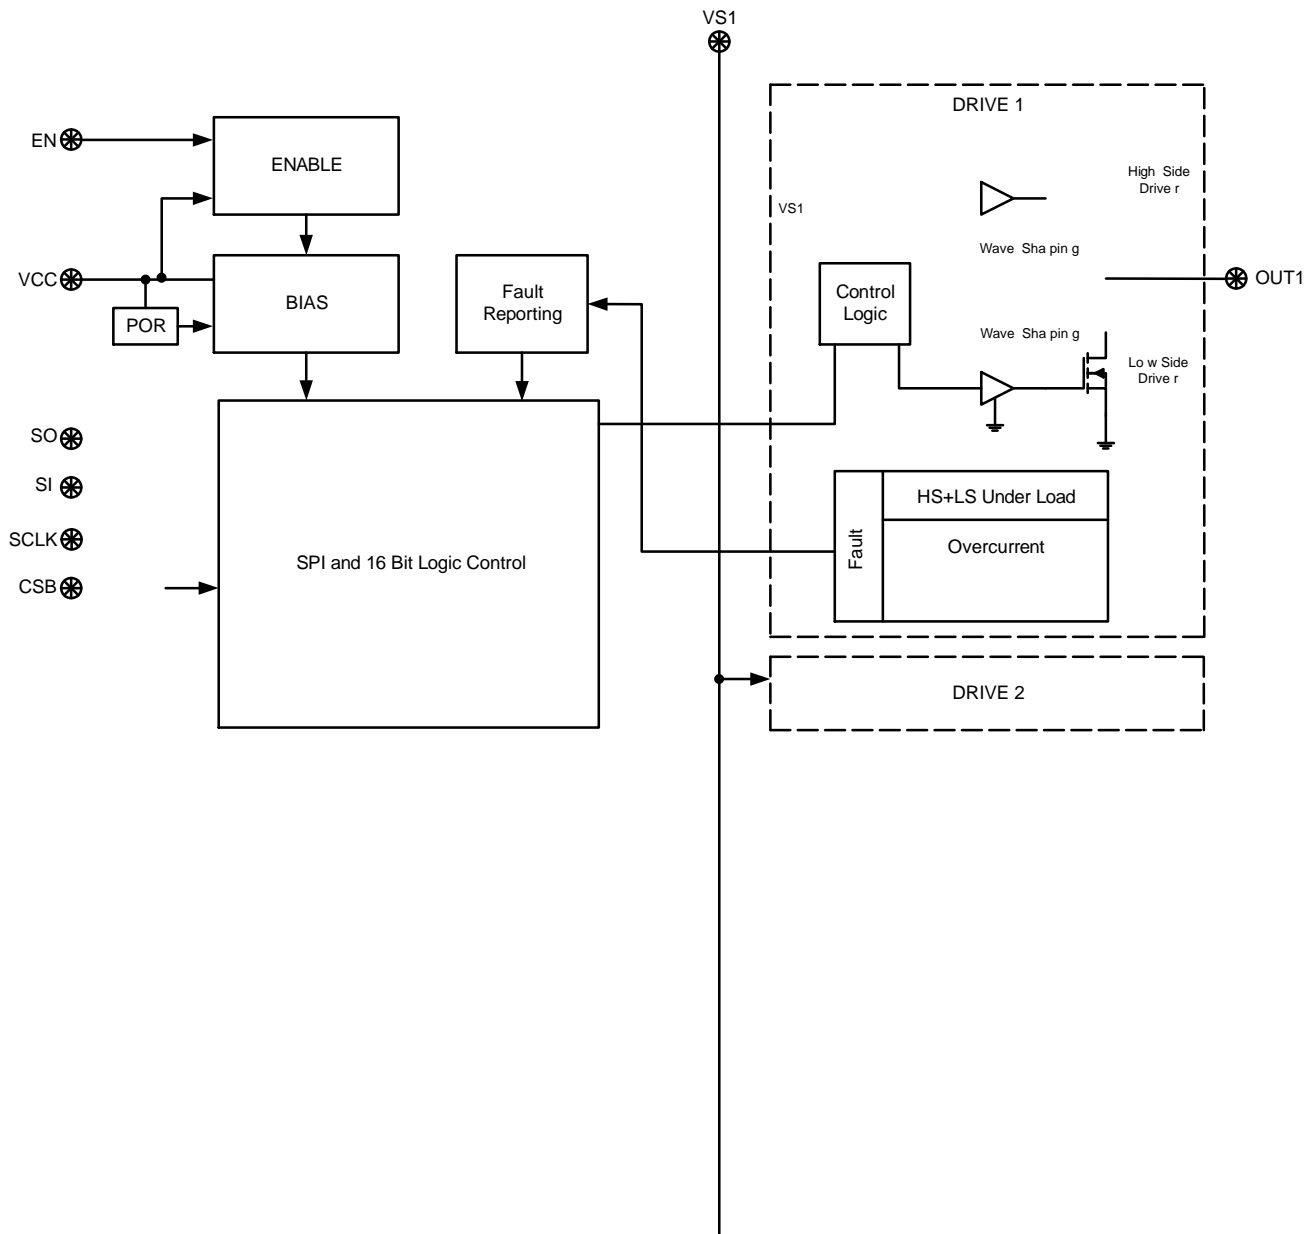 VS1
DRIVE 1
EN
ENABLE
High Side
Drive r
VS1
Wave Sha pin g
VCC
BIAS
POR
Fault
Reporting
Control
Logic
OUT1
Wave Sha pin g
Lo w Side
Drive r
SO
SI
SCLK
CSB
SPI and 16 Bit Logic Control
Fault
HS+LS Under Load
Overcurrent
DRIVE 2